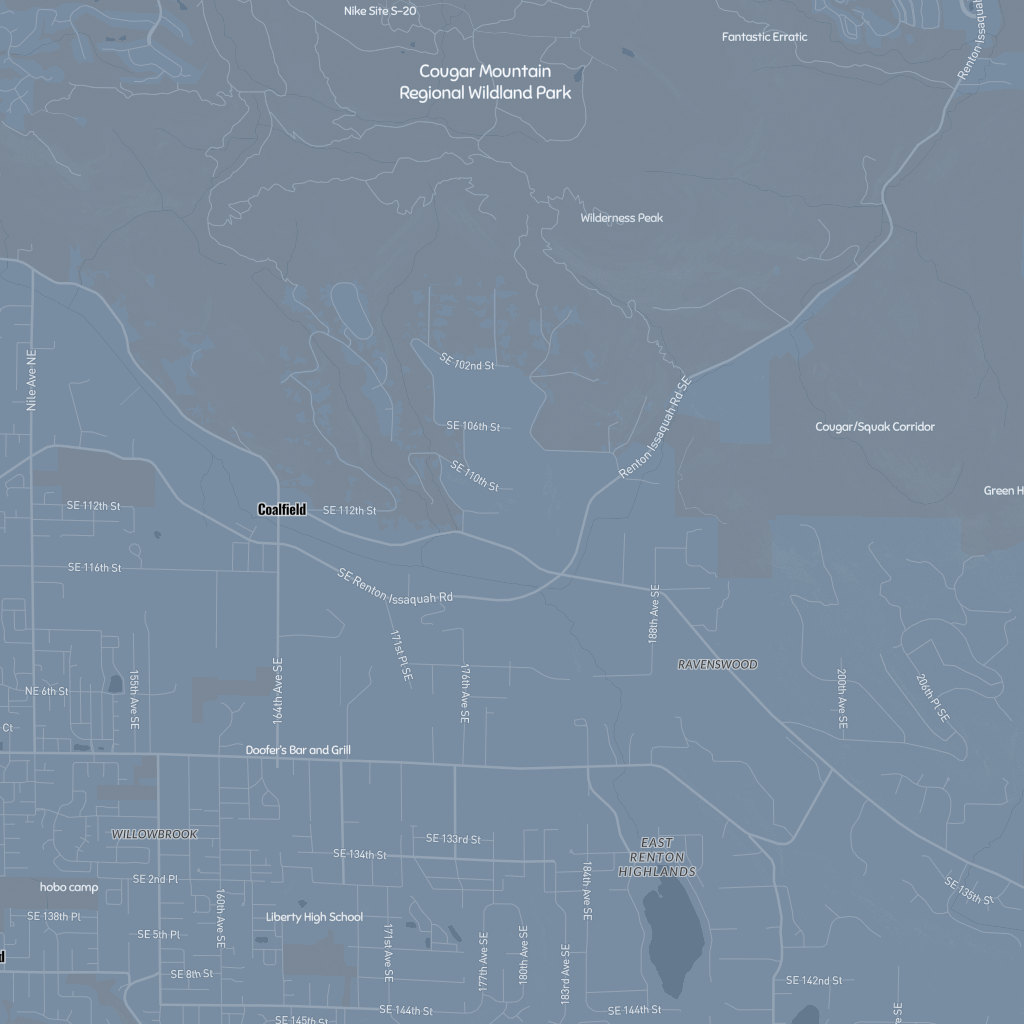 Nike Site S-20
Fantastic Erratic
Renton Issaquah
Cougar Mountain
Regional Wildland Park
Renton Issaquah
Wilderness Peak
Nile Ave NE
SE 102nd St
Renton Issaquah Rd SE
SE 106th St
Cougar/Squak Corridor
SE 110th St
Green H
SE 112th St
Coalfield
SE 112th St
SE 116th St
SE Renton Issaquah Rd
188th Ave SE
171st Pl SE
RAVENSWOOD
NE 6th St
155th Ave SE
164th Ave SE
176th Ave SE
200th Ave SE
206th Pl SE
Ct
Doofer's Bar and Grill
WILLOWBROOK
SE 133rd St
SE 134th St
EAST
RENTON
HIGHLANDS
SE 2nd Pl
hobo camp
184th Ave SE
SE 135th St
SE 138th Pl
160th Ave SE
Liberty High School
SE 5th Pl
171st Ave SE
177th Ave SE
180th Ave SE
183rd Ave SE
d
SE 8th St
SE 142nd St
SE 144th St
SE 144th St
SE 145th St
e SE